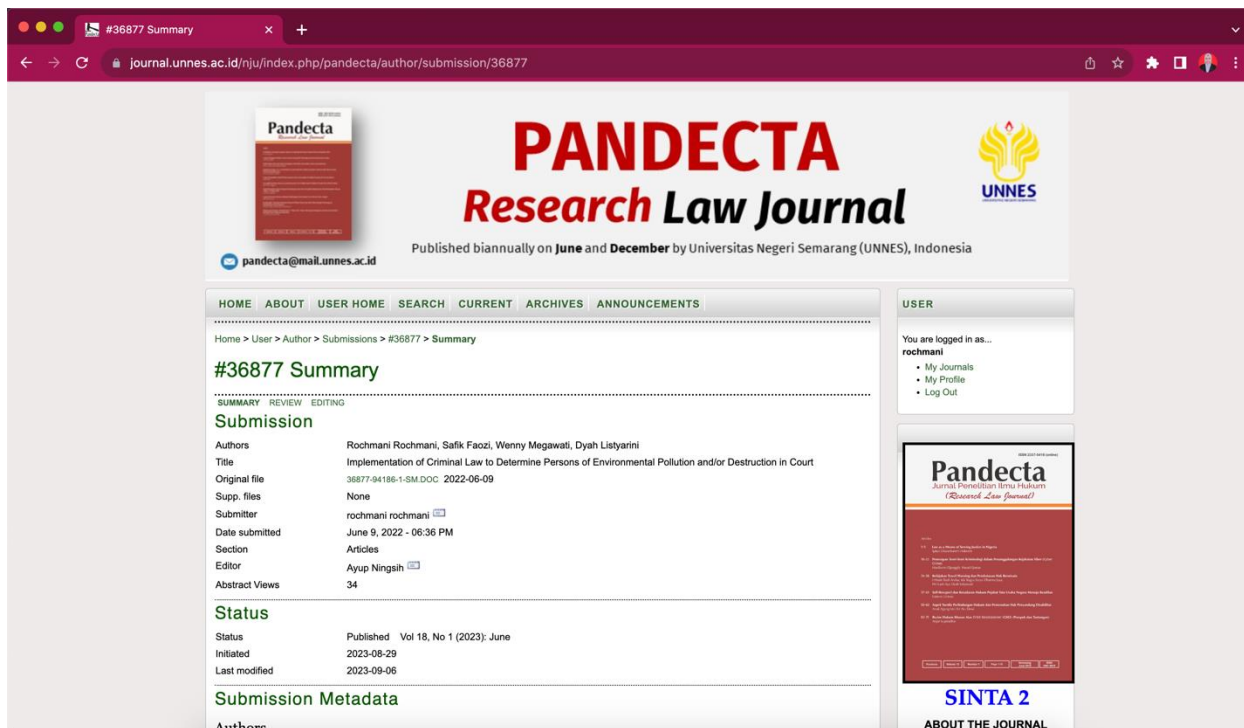 #36877 Summary
journal.unnes.ac.id/nju/index.php/pandecta/author/submission/36877
Pandecta
Research Law Journal
pandecta@mail.unnes.ac.id
PANDECTA
Research Law Journal
Published biannually on June and December by Universitas Negeri Semarang (UNNES), Indonesia
UNNES
HOME ABOUT USER HOME SEARCH CURRENT ARCHIVES ANNOUNCEMENTS
Home > User > Author > Submissions > #36877 > Summary
#36877 Summary
SUMMARY REVIEW EDITING
Submission
Authors Rochmani Rochmani, Safik Faozi, Wenny Megawati, Dyah Listyarini
Title Implementation of Criminal Law to Determine Persons of Environmental Pollution and/or Destruction in Court
Original file 36877-94186-1-SM.DOC 2022-06-09
Supp. files None
Submitter rochmani rochmani
Date submitted June 9, 2022 - 06:36 PM
Section Articles
Editor Ayup Ningsih
Abstract Views 34
Status
Status Published Vol 18, No 1 (2023): June
Initiated 2023-08-29
Last modified 2023-09-06
Submission Metadata
Authors
USER
You are logged in as...
rochmani
• My Journals
• My Profile
• Log Out
Pandecta
Jurnal Penelitian Ilmu Hukum
(Research Law Journal)
SINTA 2
ABOUT THE JOURNAL